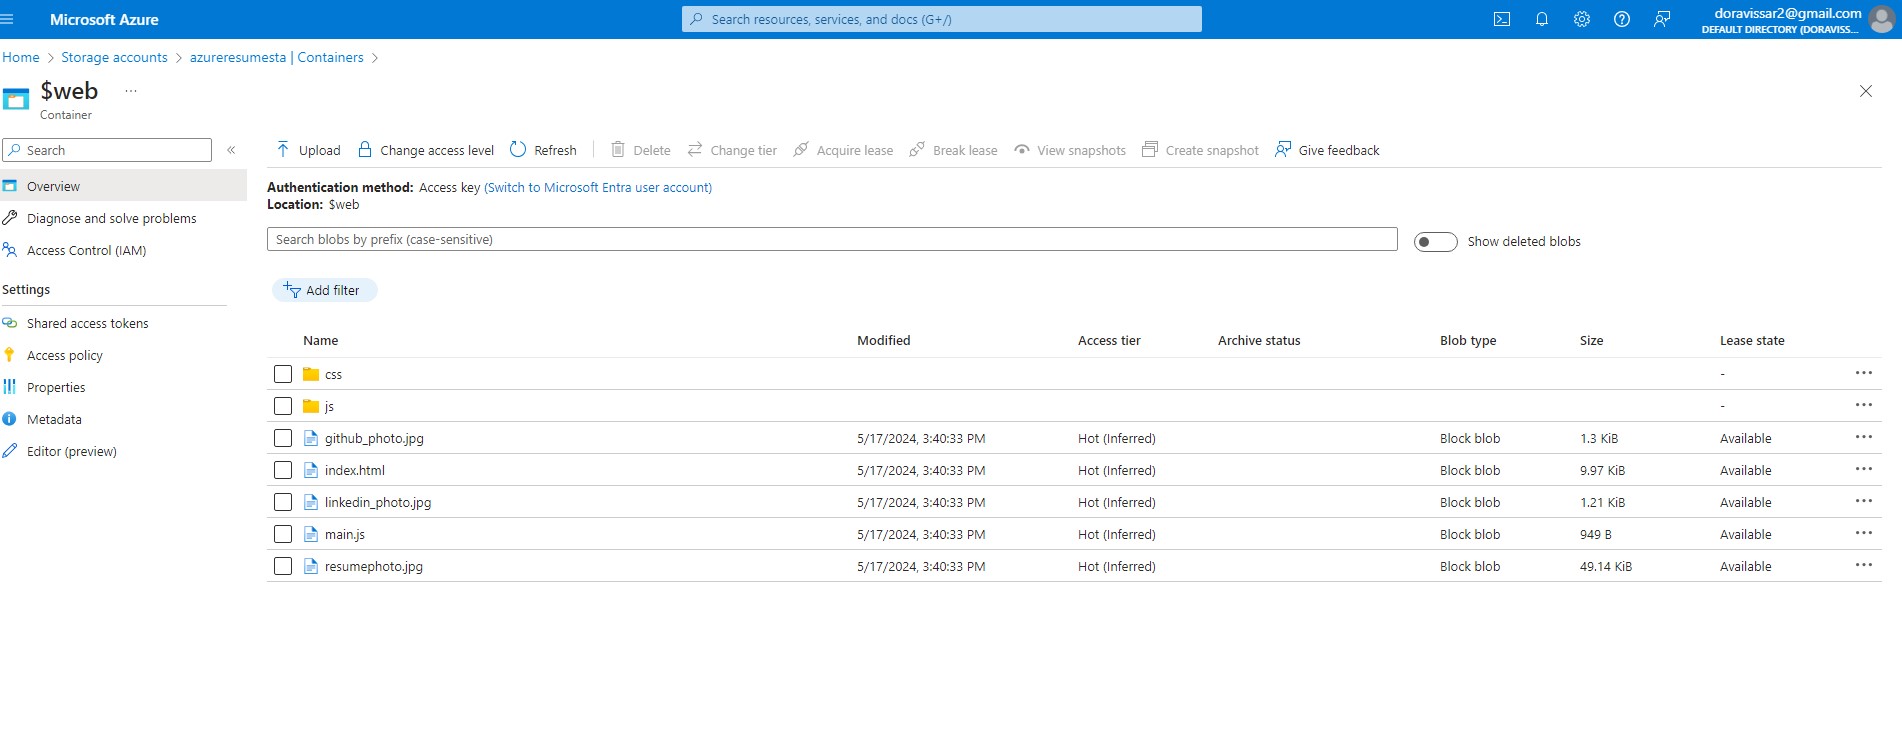 Microsoft Azure
Search resources, services, and docs (G+/)
doravissar2@gmail.com
DEFAULT DIRECTORY (DORAVISS...
Home > Storage accounts > azureresumesta | Containers >
$web ...
Container
Search «
Upload Change access level Refresh Delete Change tier Acquire lease Break lease View snapshots Create snapshot Give feedback
Overview
Diagnose and solve problems
Access Control (IAM)
Settings
Shared access tokens
Access policy
Properties
Metadata
Editor (preview)
Authentication method: Access key (Switch to Microsoft Entra user account)
Location: $web
Search blobs by prefix (case-sensitive)
Show deleted blobs
Add filter
Name Modified Access tier Archive status Blob type Size Lease state
css - ...
js - ...
github_photo.jpg 5/17/2024, 3:40:33 PM Hot (Inferred) Block blob 1.3 KiB Available ...
index.html 5/17/2024, 3:40:33 PM Hot (Inferred) Block blob 9.97 KiB Available ...
linkedin_photo.jpg 5/17/2024, 3:40:33 PM Hot (Inferred) Block blob 1.21 KiB Available ...
main.js 5/17/2024, 3:40:33 PM Hot (Inferred) Block blob 949 B Available ...
resumephoto.jpg 5/17/2024, 3:40:33 PM Hot (Inferred) Block blob 49.14 KiB Available ...